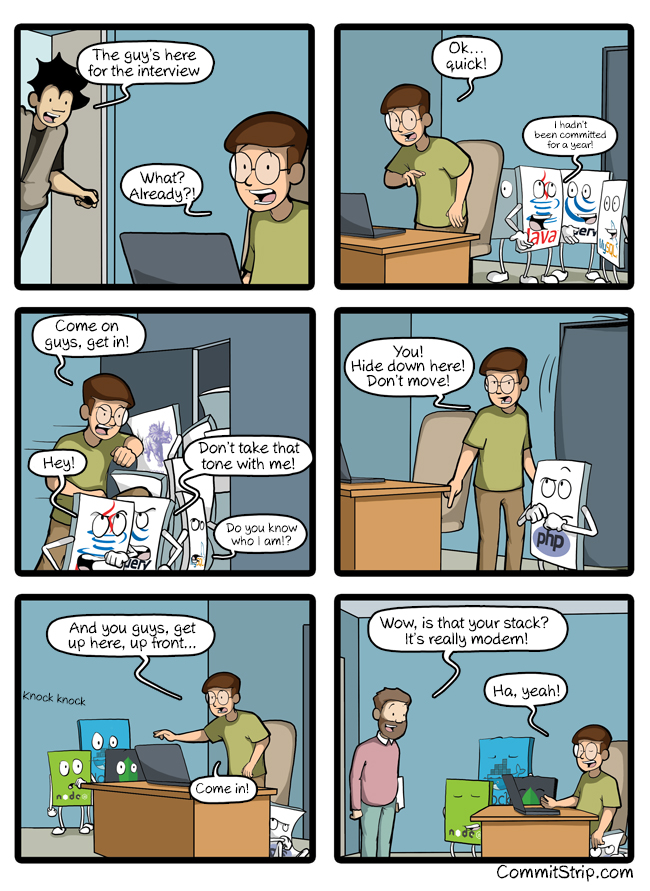 The guy's here
for the interview
What?
Already?!
Ok...
quick!
I hadn't
been committed
for a year!
Java
MySQL
Come on
guys, get in!
Hey!
Don't take that
tone with me!
Do you know
who I am!?
You!
Hide down here!
Don't move!
php
And you guys, get
up here, up front...
Knock knock
node
Come in!
Wow, is that your stack?
It's really modern!
Ha, yeah!
node
CommitStrip.com